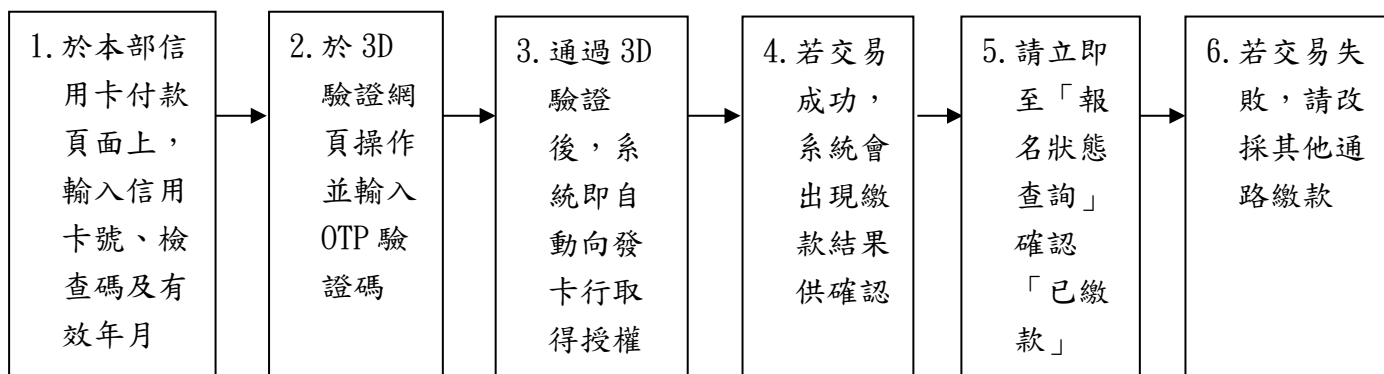 1.於本部信
用卡付款
頁面上，
輸入信用
卡號、檢
查碼及有
效年月
2.於 3D
驗證網
頁操作
並輸入
OTP 驗
證碼
3.通過 3D
驗證
後，系
統即自
動向發
卡行取
得授權
4.若交易
成功，
系統會
出現繳
款結果
供確認
5.請立即
至「報
名狀態
查詢」
確認
「已繳
款」
6.若交易失
敗，請改
採其他通
路繳款